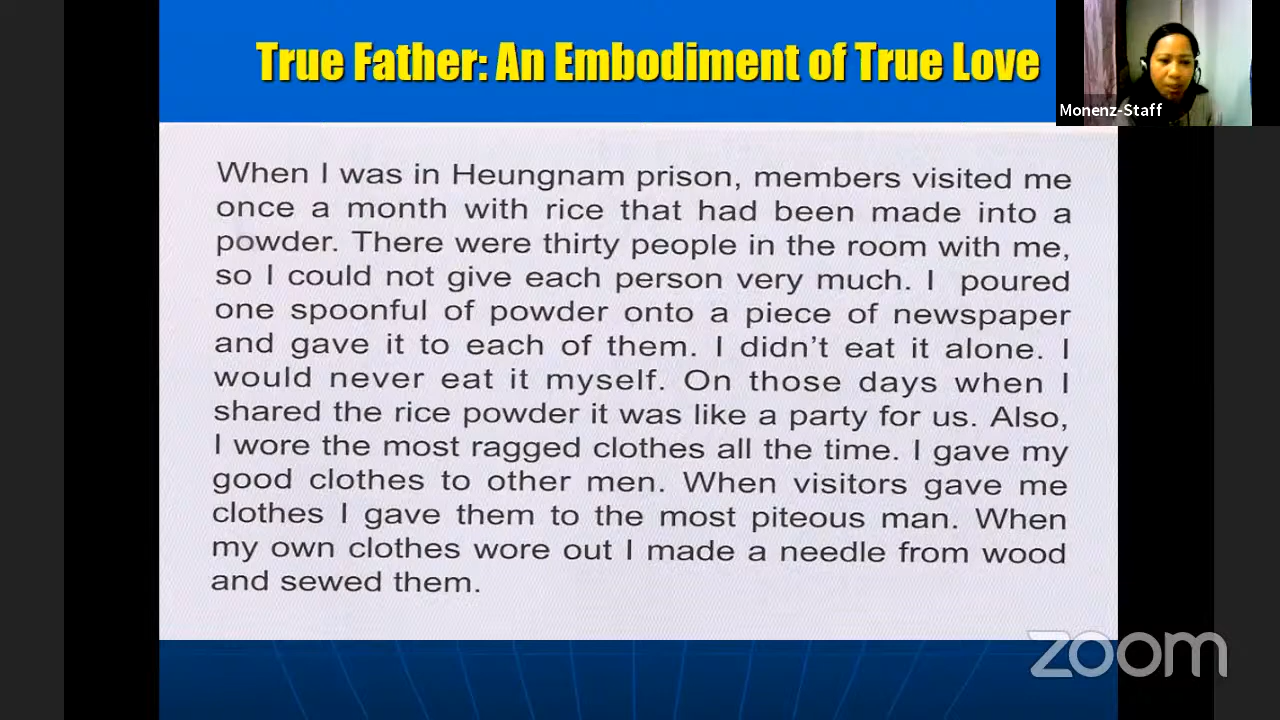 True Father: An Embodiment of True Love
Monenz-Staff
When I was in Heungnam prison, members visited me
once a month with rice that had been made into a
powder. There were thirty people in the room with me,
so I could not give each person very much. I poured
one spoonful of powder onto a piece of newspaper
and gave it to each of them. I didn't eat it alone. I
would never eat it myself. On those days when I
shared the rice powder it was like a party for us. Also,
I wore the most ragged clothes all the time. I gave my
good clothes to other men. When visitors gave me
clothes I gave them to the most piteous man. When
my own clothes wore out I made a needle from wood
and sewed them.
zoom